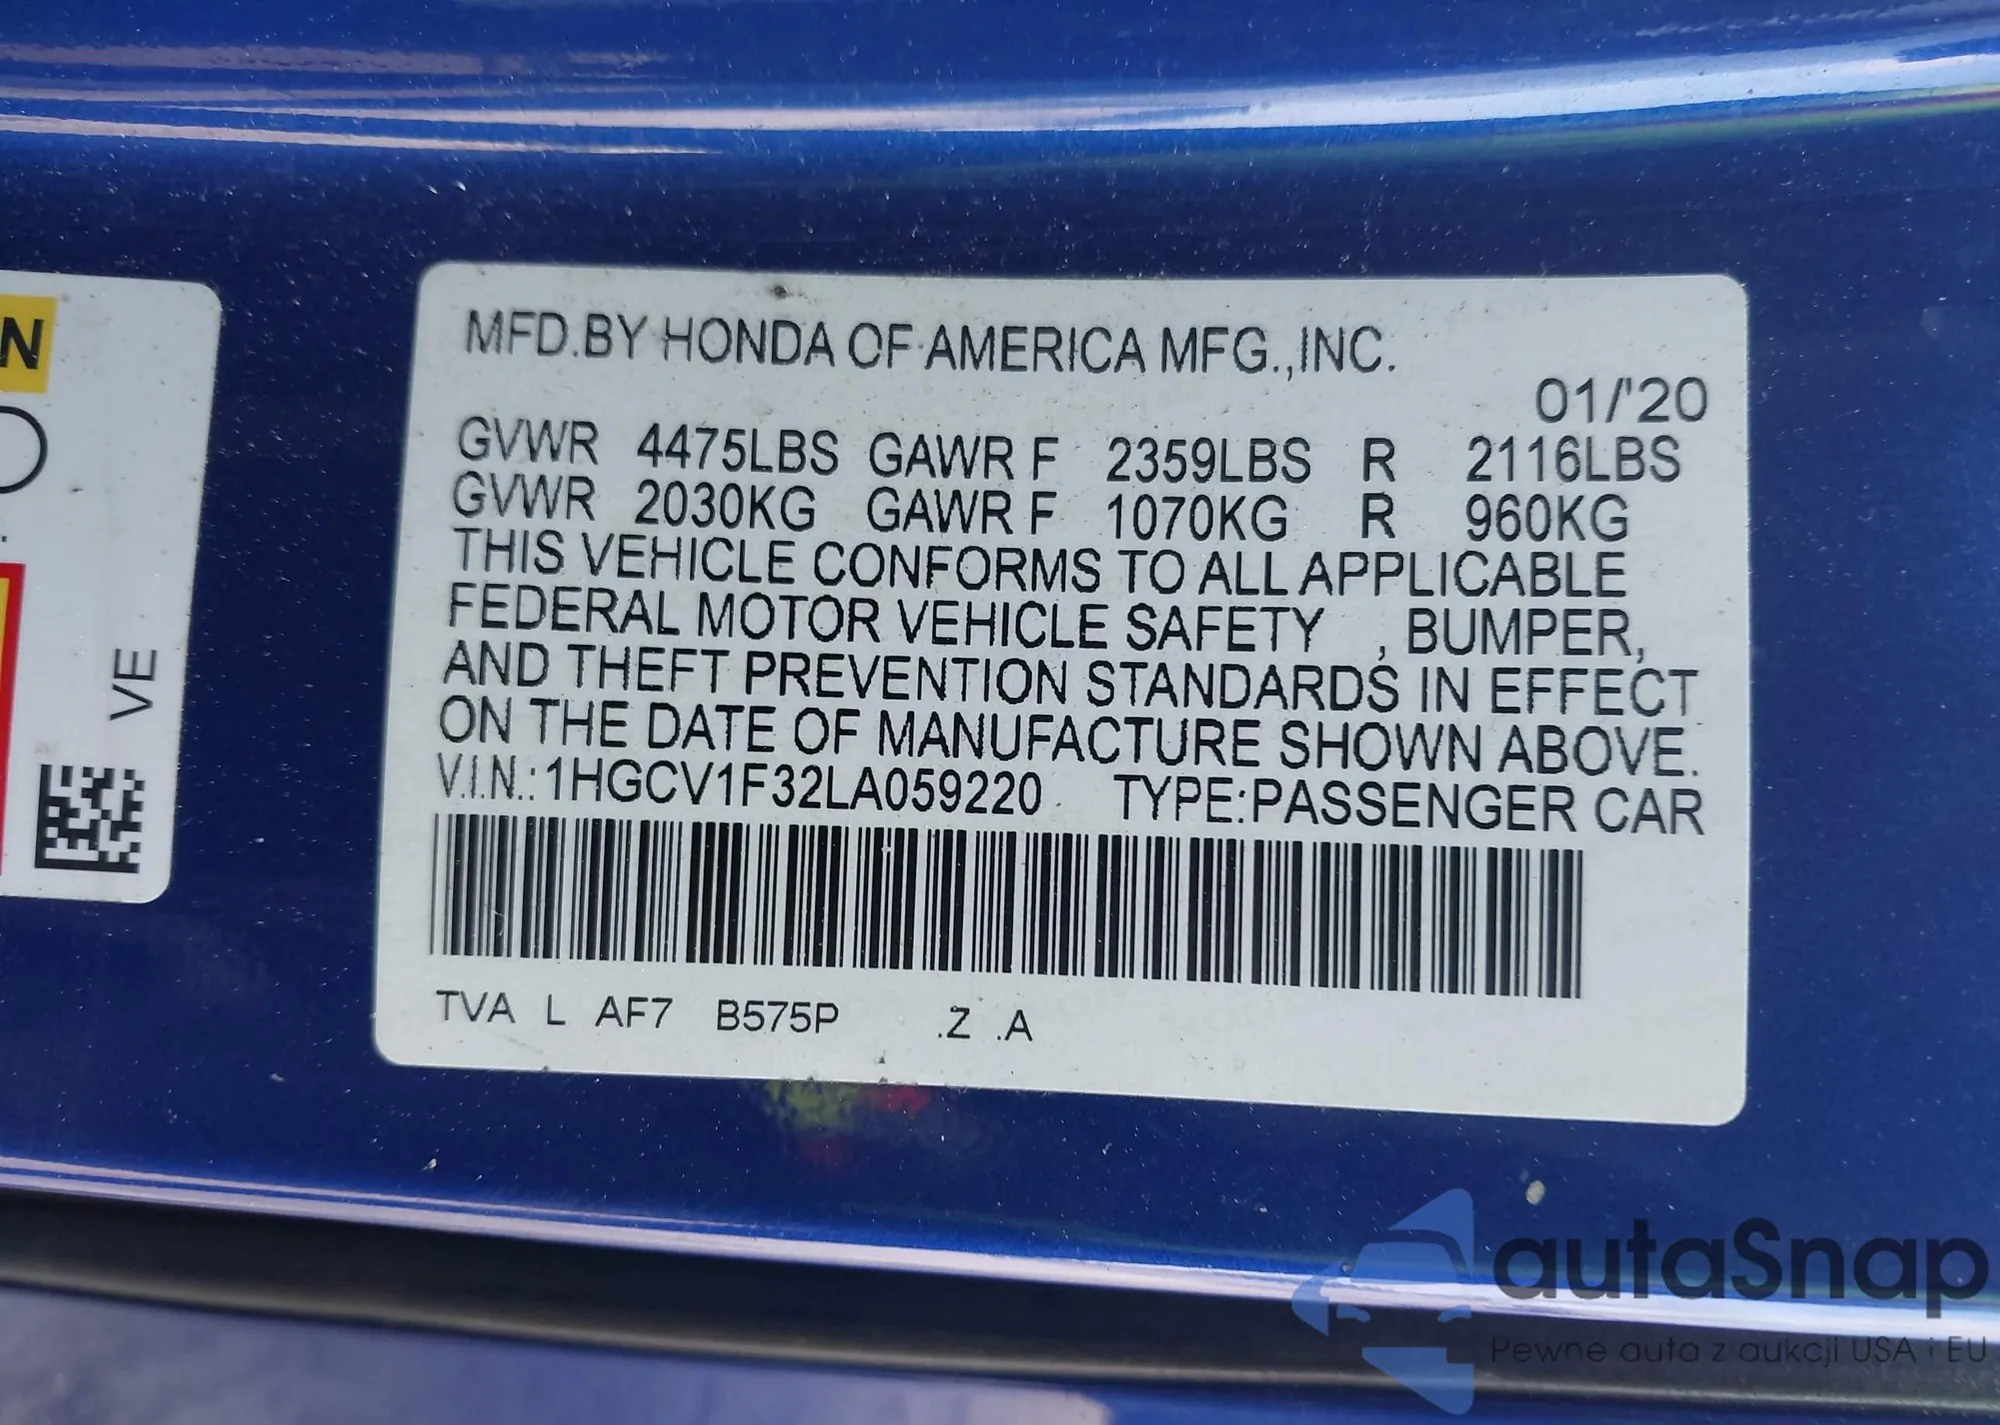 N
VE
MFD.BY HONDA OF AMERICA MFG.,INC.
01/'20
GVWR 4475LBS GAWR F 2359LBS R 2116LBS
GVWR 2030KG GAWR F 1070KG R 960KG
THIS VEHICLE CONFORMS TO ALL APPLICABLE
FEDERAL MOTOR VEHICLE SAFETY , BUMPER,
AND THEFT PREVENTION STANDARDS IN EFFECT
ON THE DATE OF MANUFACTURE SHOWN ABOVE.
V.I.N.: 1HGCV1F32LA059220 TYPE:PASSENGER CAR
TVA L AF7 B575P .Z .A
autaSnap
Pewne auta z aukcji USA i EU